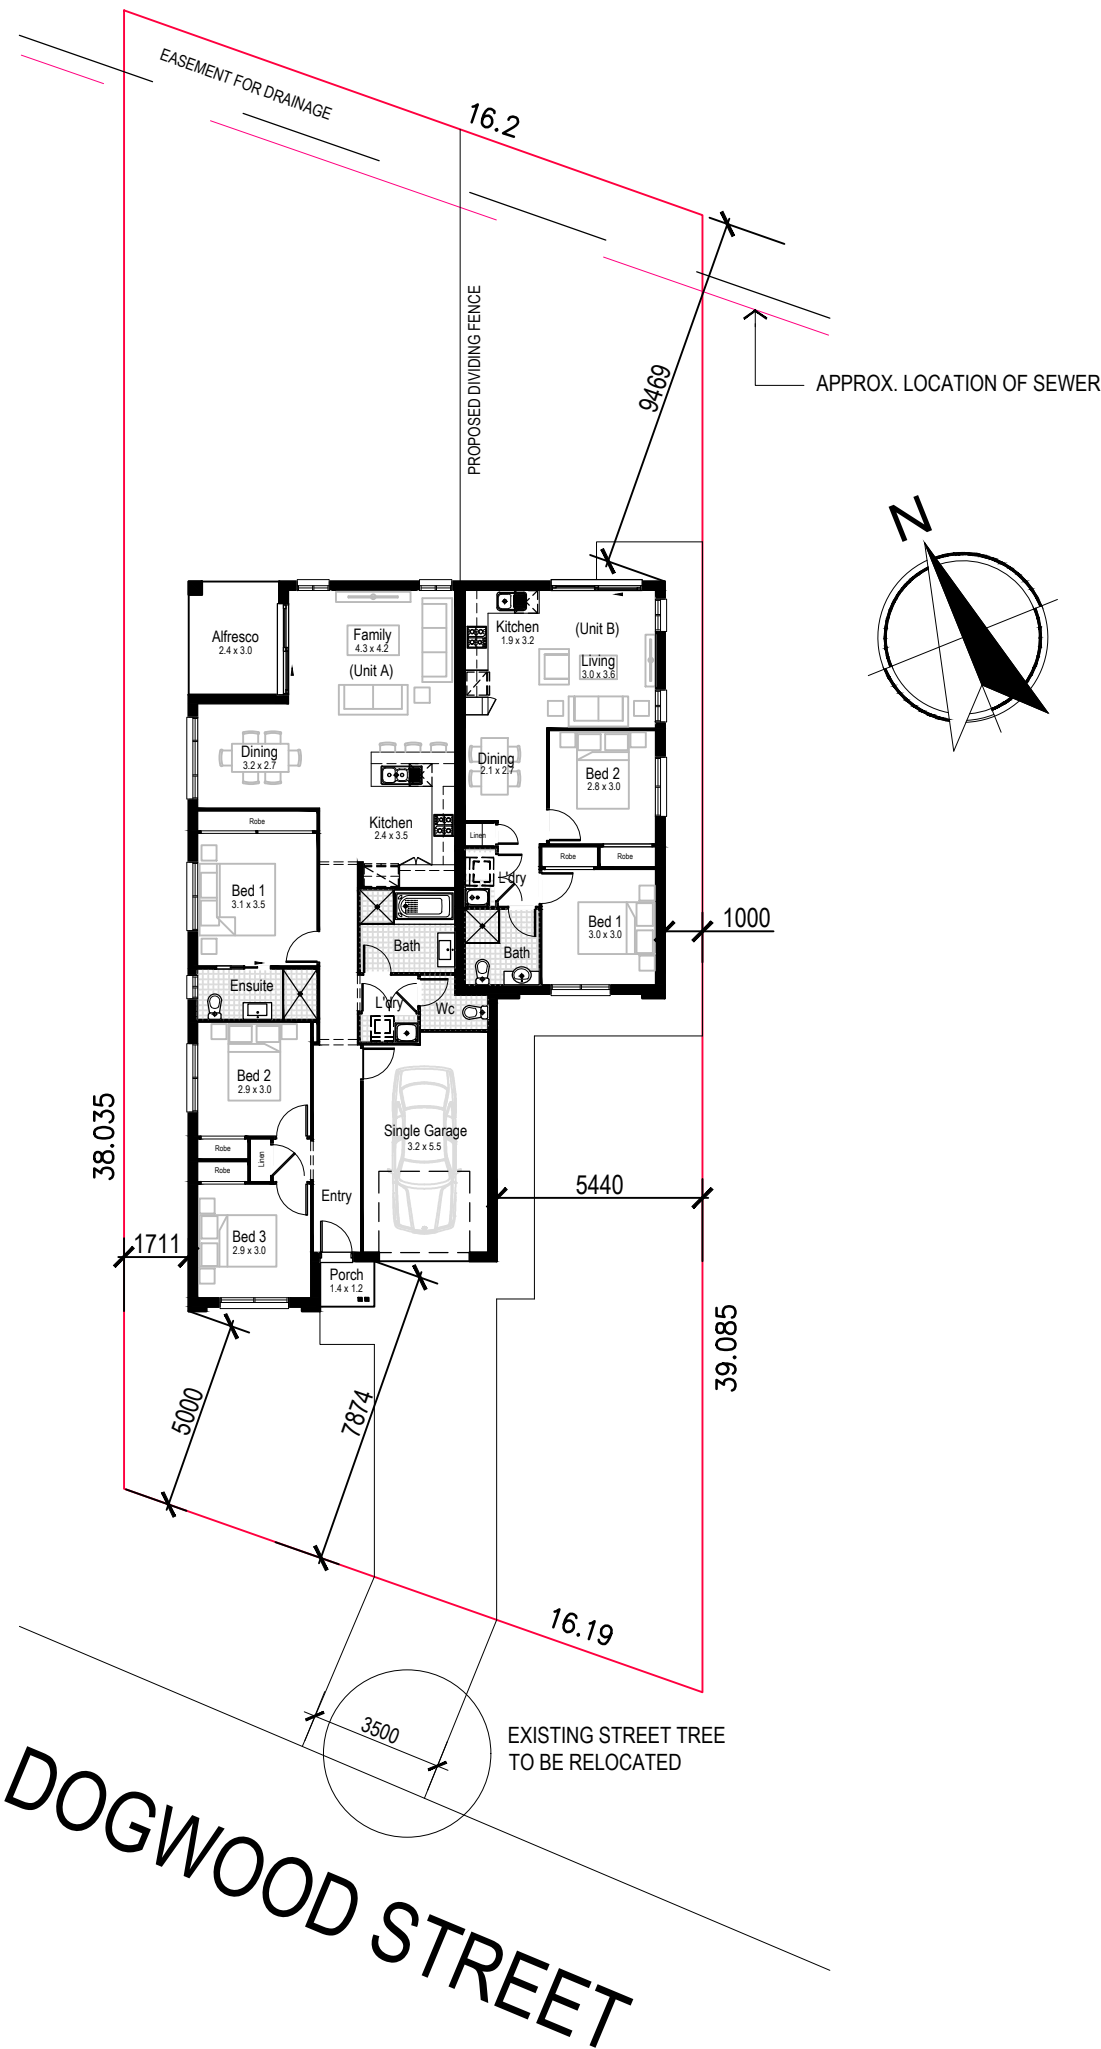 EASEMENT FOR DRAINAGE
16.2
PROPOSED DIVIDING FENCE
9469
APPROX. LOCATION OF SEWER
N
Alfresco
2.4 x 3.0
Family
4.3 x 4.2
(Unit A)
Kitchen
1.9 x 3.2
(Unit B)
Living
3.0 x 3.6
Dining
3.2 x 2.7
Dining
2.1 x 2.7
Bed 2
2.8 x 3.0
Kitchen
2.4 x 3.5
Robe
Linen
Robe
Robe
L'dry
Bed 1
3.1 x 3.5
Bed 1
3.0 x 3.0
1000
Bath
Bath
Ensuite
L'dry
Wc
Bed 2
2.9 x 3.0
38.035
Single Garage
3.2 x 5.5
Robe
Linen
Robe
5440
Entry
Bed 3
2.9 x 3.0
1711
Porch
1.4 x 1.2
39.085
5000
7874
16.19
3500
EXISTING STREET TREE
TO BE RELOCATED
DOGWOOD STREET